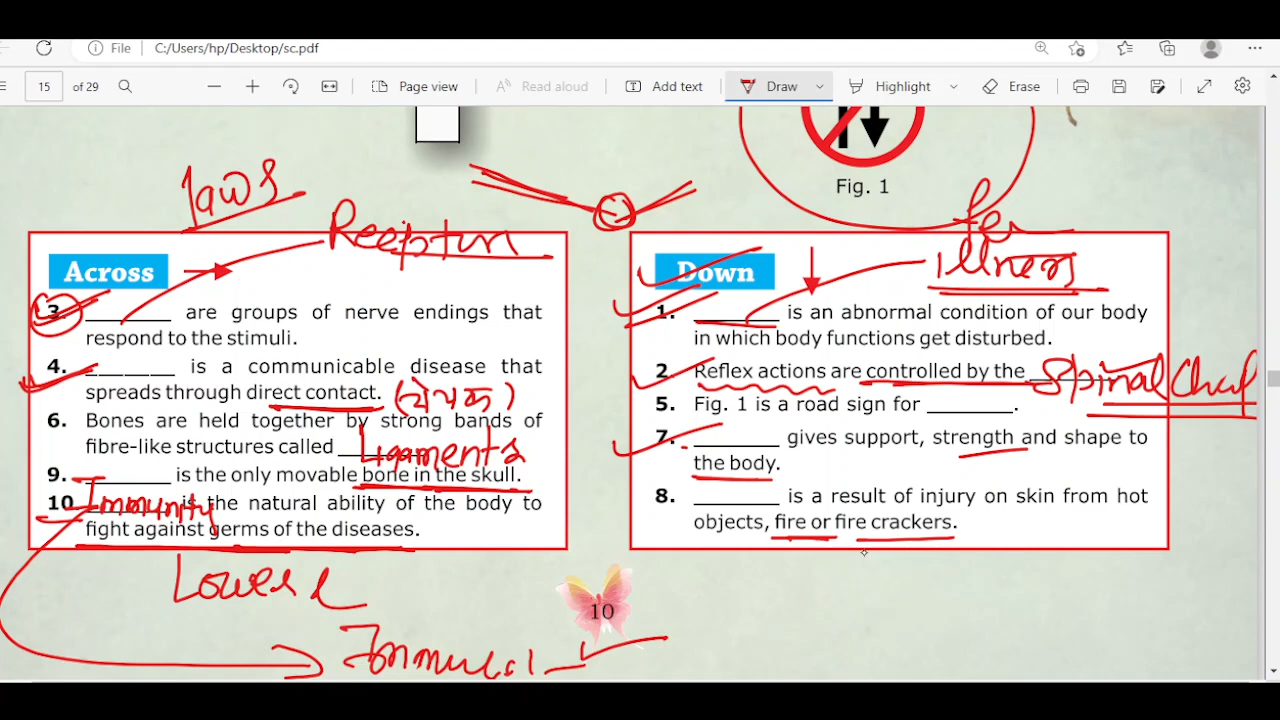 File C:/Users/hp/Desktop/sc.pdf
15 of 29 Page view Read aloud Add text Draw Highlight Erase
Fig. 1
Jaws
Across
3. ________ are groups of nerve endings that
respond to the stimuli.
4. ________ is a communicable disease that
spreads through direct contact.
6. Bones are held together by strong bands of
fibre-like structures called Ligaments
9. ________ is the only movable bone in the skull.
10 Immunity is the natural ability of the body to
fight against germs of the diseases.
Illness
Down
1. ________ is an abnormal condition of our body
in which body functions get disturbed.
2 Reflex actions are controlled by the Spinal
5. Fig. 1 is a road sign for ________.
7. ________ gives support, strength and shape to
the body.
8. ________ is a result of injury on skin from hot
objects, fire or fire crackers.
10